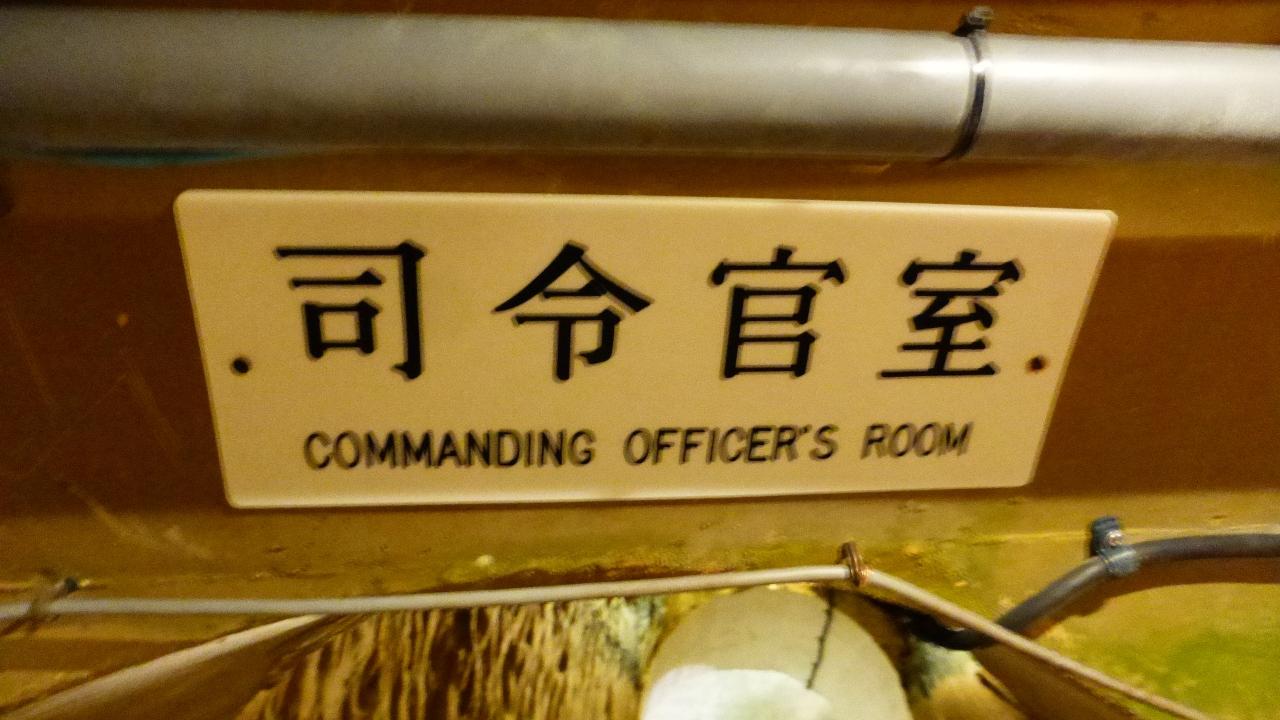 司令官室
COMMANDING OFFICER'S ROOM